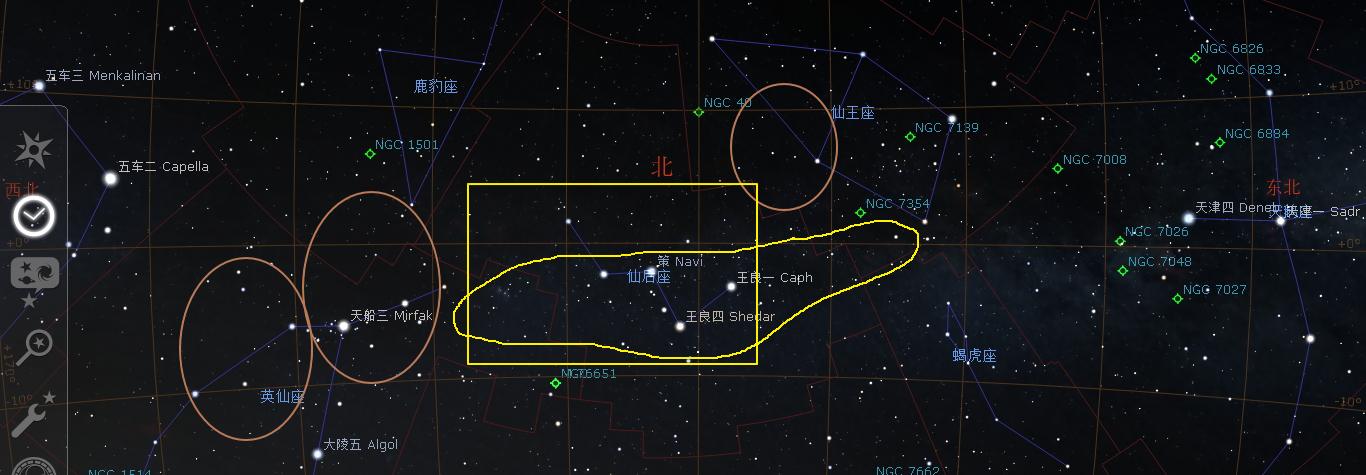 NGC 6826
NGC 6833
五车三 Menkalinan
+10°
+10°
鹿豹座
NGC 40
仙王座
NGC 7139
NGC 6884
NGC 1501
NGC 7008
五车二 Capella
北
西北
东北
NGC 7354
天津四 Deneb
一 Sadr
+0°
+0°
NGC 7026
策 Navi
仙后座
王良一 Caph
NGC 7048
NGC 7027
天船三 Mirfak
王良四 Shedar
蝎虎座
+170°
M76
NGC 651
英仙座
-10°
-10°
大陵五 Algol
NGC 1514
NGC 7662